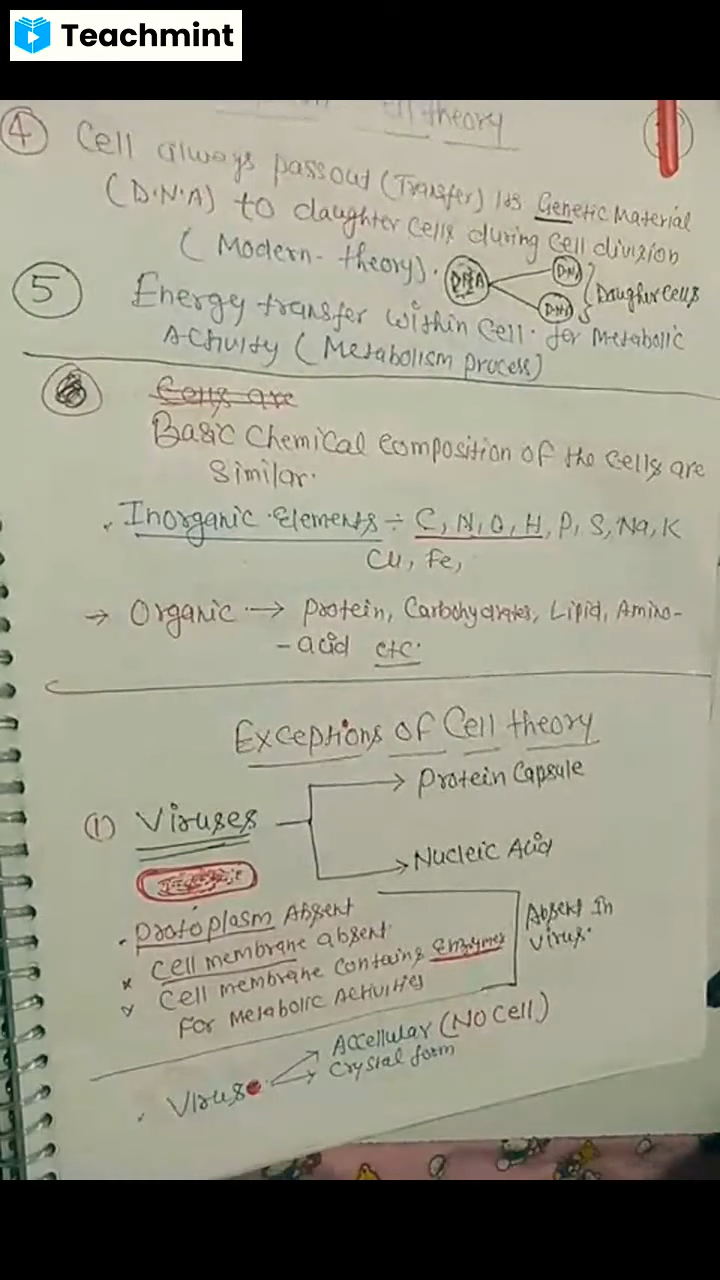 Teachmint
Cell theory
④ Cell always passout (Transfer) its Genetic Material
(D.N.A) to daughter cells during cell division
(Modern-theory).
DNA
DNA
DNA
Daugher cells
⑤ Energy transfer within cell. for Metabolic
Activity (Metabolism process)
Cells are
Basic Chemical composition of the cells are
Similar.
Inorganic Elements ÷ C, N, O, H, P, S, Na, K
Cu, Fe,
→ Organic → Protein, Carbohydrates, Lipid, Amino-
-acid etc.
Exceptions of Cell theory
(1) Viruses
Protein Capsule
Nucleic Acid
• Protoplasm Absent
× Cell membrane absent
Cell membrane containg Enzymes
For Metabolic Activities
Absent in
virus.
• Virus
Accellular (NO Cell)
Crystal form